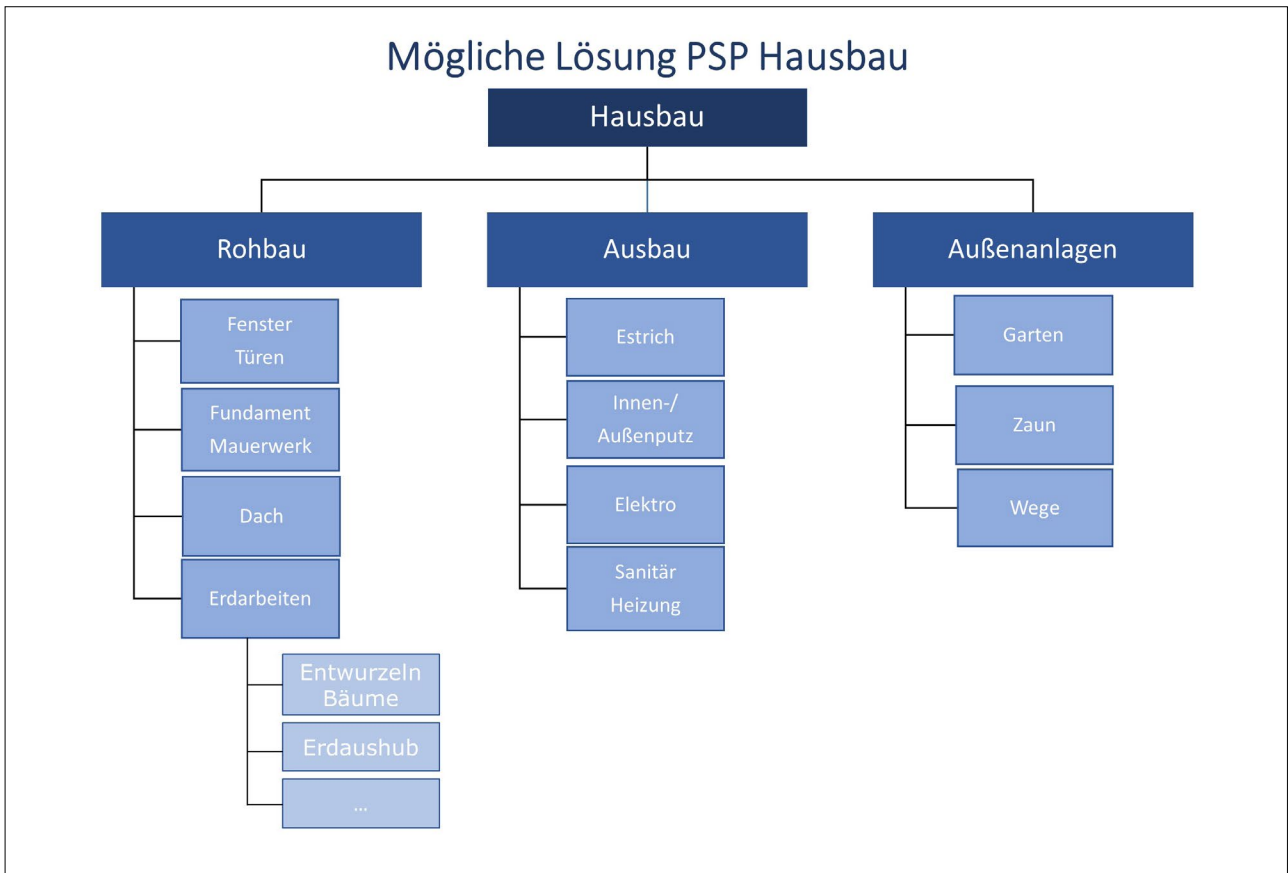 Mögliche Lösung PSP Hausbau
Hausbau
Rohbau
Fenster
Türen
Fundament
Mauerwerk
Dach
Erdarbeiten
Entwurzeln
Bäume
Erdaushub
...
Ausbau
Estrich
Innen-/
Außenputz
Elektro
Sanitär
Heizung
Außenanlagen
Garten
Zaun
Wege